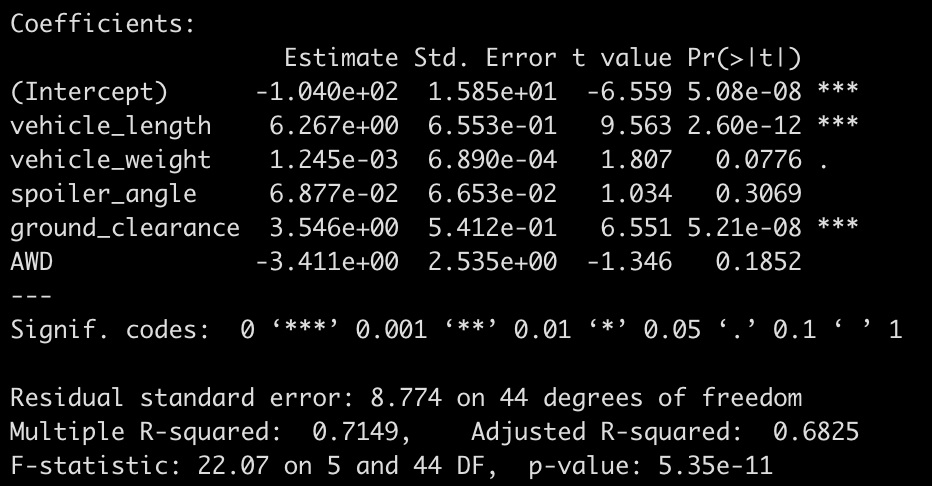 Coefficients:
                   Estimate Std. Error t value Pr(>|t|)
(Intercept)      -1.040e+02  1.585e+01  -6.559 5.08e-08 ***
vehicle_length    6.267e+00  6.553e-01   9.563 2.60e-12 ***
vehicle_weight    1.245e-03  6.890e-04   1.807   0.0776 .
spoiler_angle     6.877e-02  6.653e-02   1.034   0.3069
ground_clearance  3.546e+00  5.412e-01   6.551 5.21e-08 ***
AWD              -3.411e+00  2.535e+00  -1.346   0.1852
---
Signif. codes:  0 ‘***’ 0.001 ‘**’ 0.01 ‘*’ 0.05 ‘.’ 0.1 ‘ ’ 1

Residual standard error: 8.774 on 44 degrees of freedom
Multiple R-squared:  0.7149,    Adjusted R-squared:  0.6825
F-statistic: 22.07 on 5 and 44 DF,  p-value: 5.35e-11